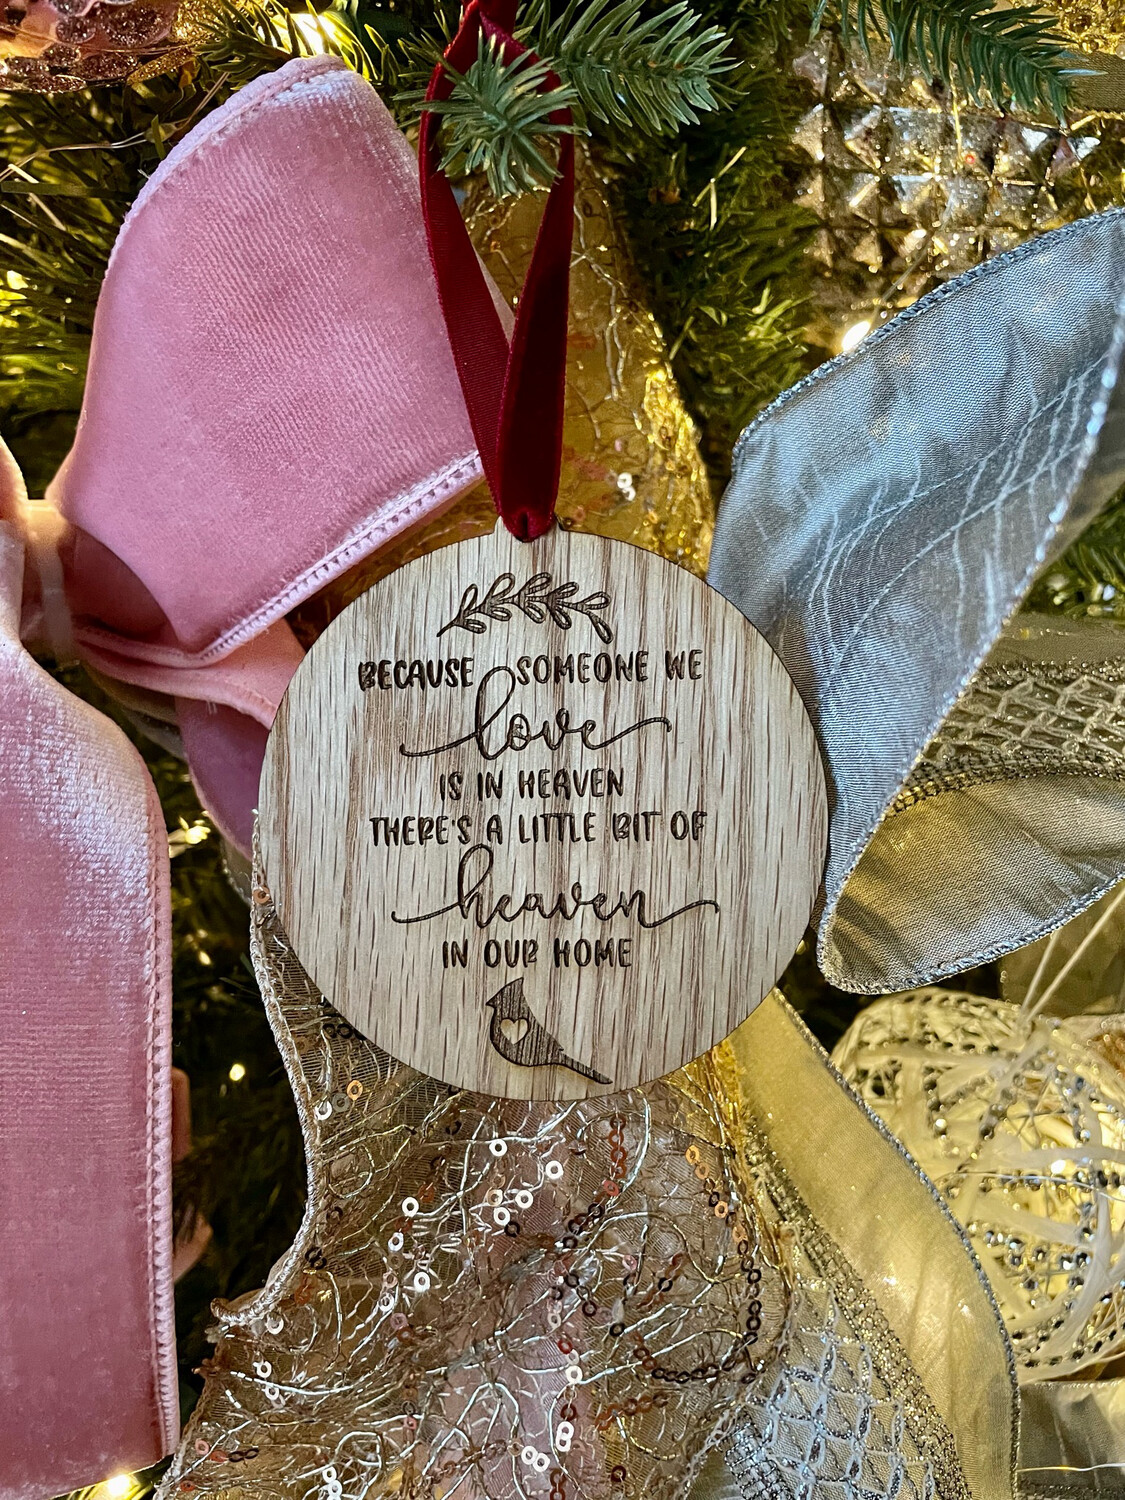 BECAUSE SOMEONE WE
love
IS IN HEAVEN
THERE'S A LITTLE BIT OF
heaven
IN OUR HOME